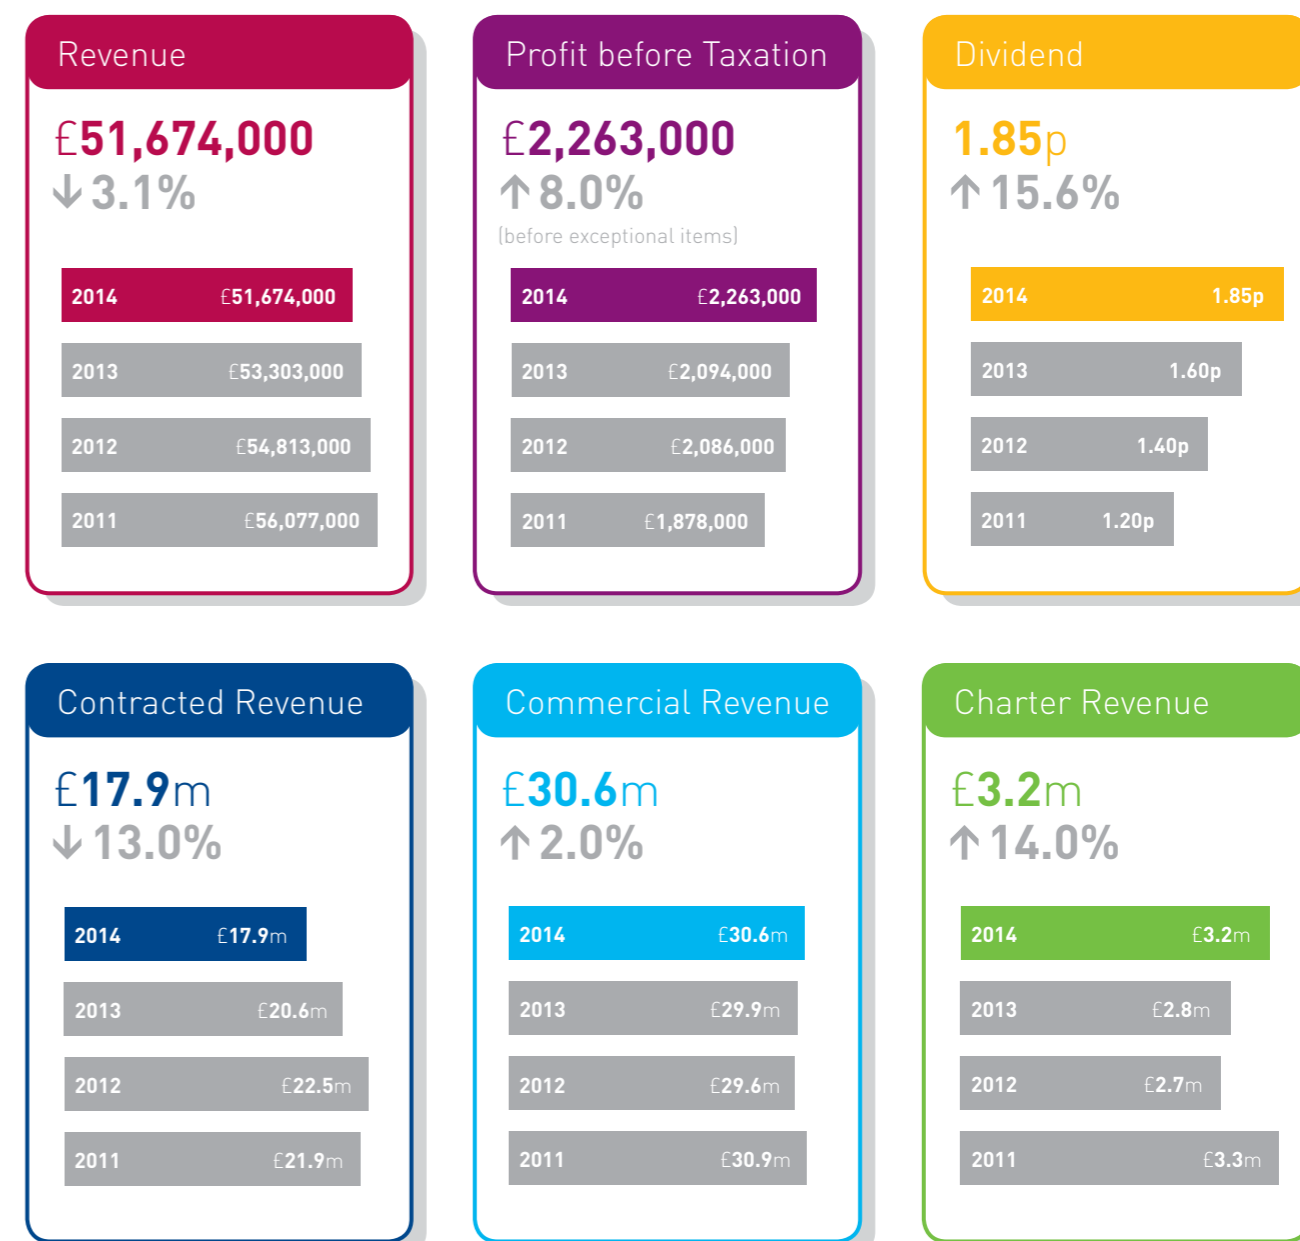 Revenue
£51,674,000
↓ 3.1%
2014 £51,674,000
2013 £53,303,000
2012 £54,813,000
2011 £56,077,000
Profit before Taxation
£2,263,000
↑ 8.0%
(before exceptional items)
2014 £2,263,000
2013 £2,094,000
2012 £2,086,000
2011 £1,878,000
Dividend
1.85p
↑ 15.6%
2014 1.85p
2013 1.60p
2012 1.40p
2011 1.20p
Contracted Revenue
£17.9m
↓ 13.0%
2014 £17.9m
2013 £20.6m
2012 £22.5m
2011 £21.9m
Commercial Revenue
£30.6m
↑ 2.0%
2014 £30.6m
2013 £29.9m
2012 £29.6m
2011 £30.9m
Charter Revenue
£3.2m
↑ 14.0%
2014 £3.2m
2013 £2.8m
2012 £2.7m
2011 £3.3m